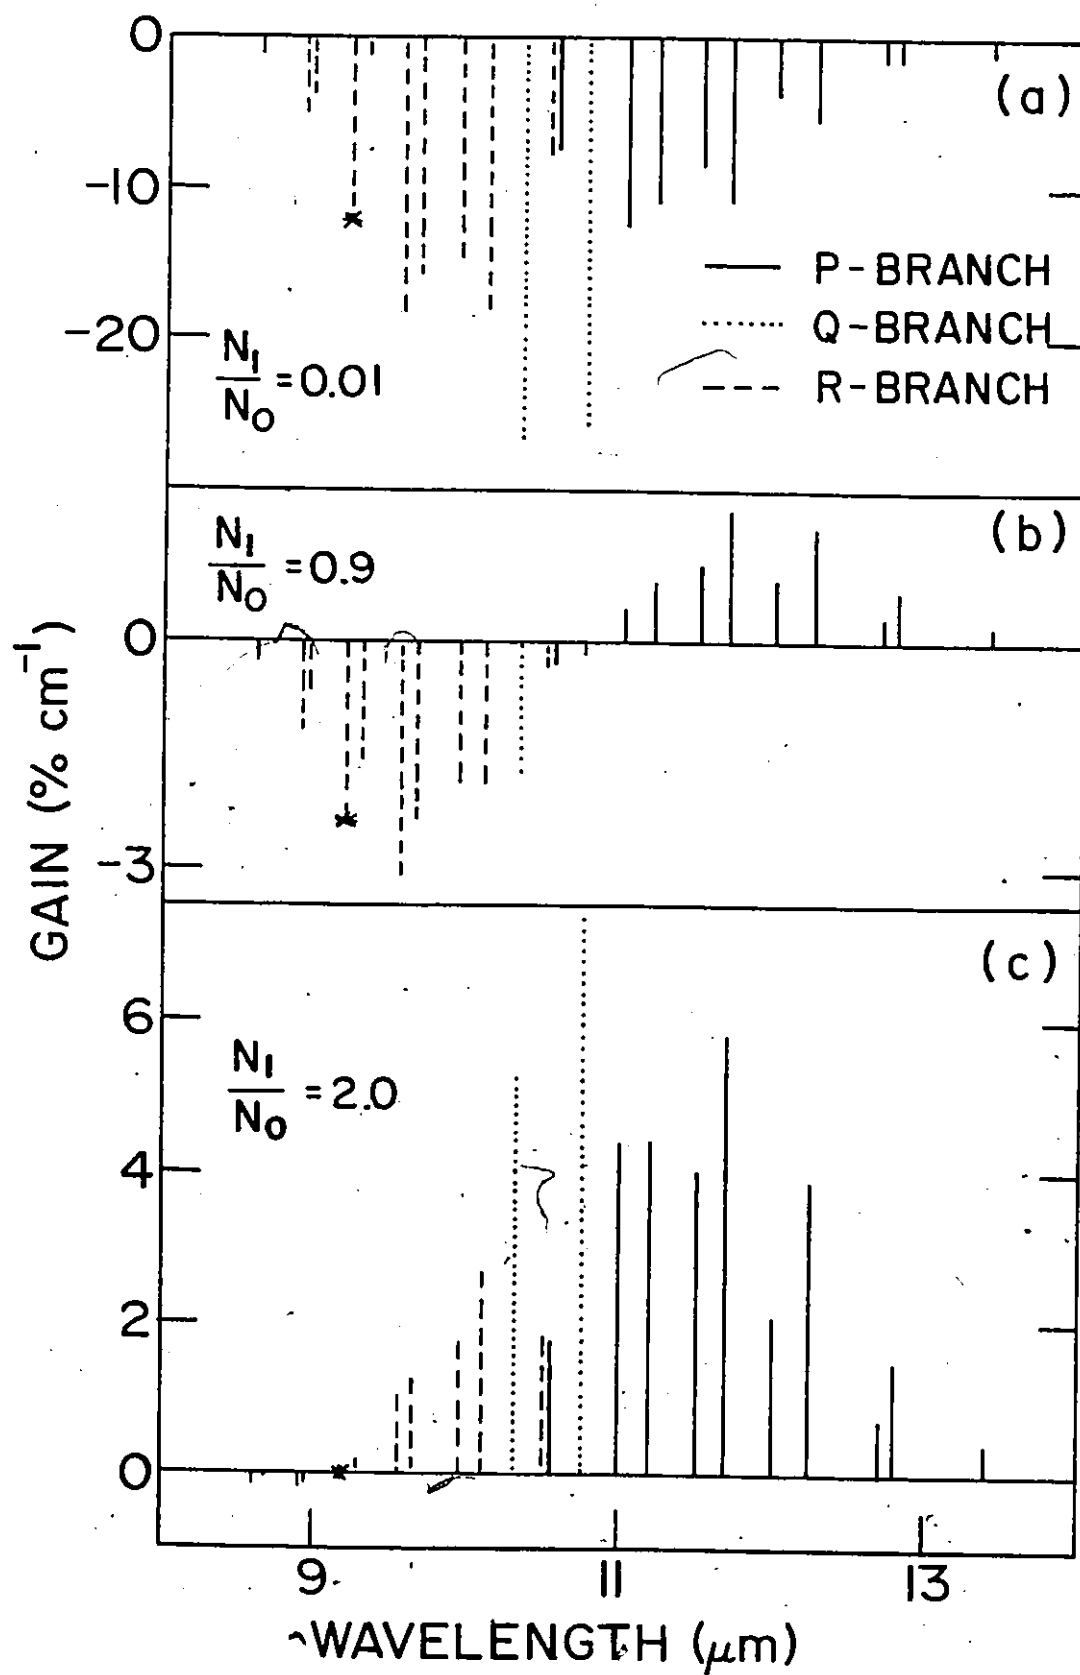 0
(a)
-10
P-BRANCH
-20
Q-BRANCH
N1/N0 =0.01
R-BRANCH
N1/N0 =0.9
(b)
0
-3
GAIN (% cm-1)
(c)
6
N1/N0 =2.0
4
2
0
9 11 13
WAVELENGTH (μm)